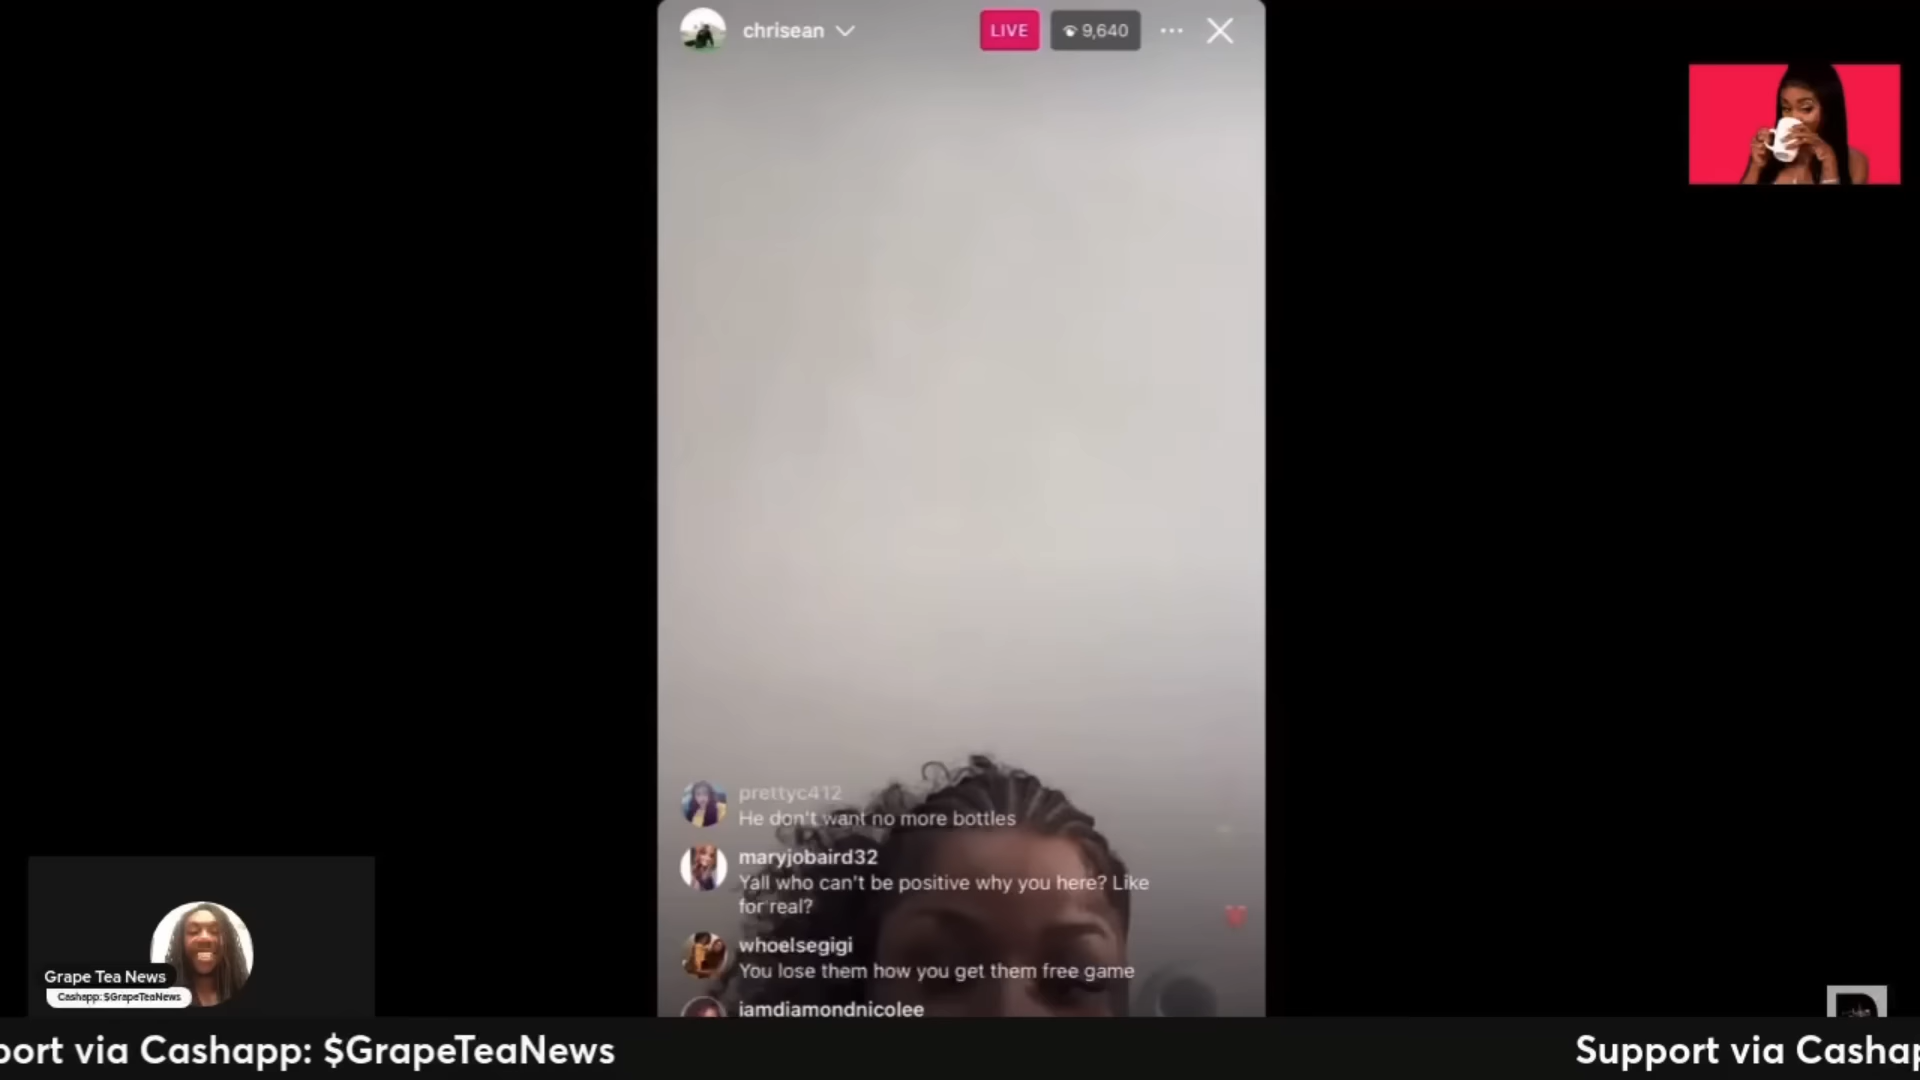 chrisean
LIVE
9,640
prettyc412
He don't want no more bottles
maryjobaird32
Yall who can't be positive why you here? Like
for real?
whoelsegigi
You lose them how you get them free game
iamdiamondnicolee
Grape Tea News
Cashapp: $GrapeTeaNews
port via Cashapp: $GrapeTeaNews
Support via Cashap